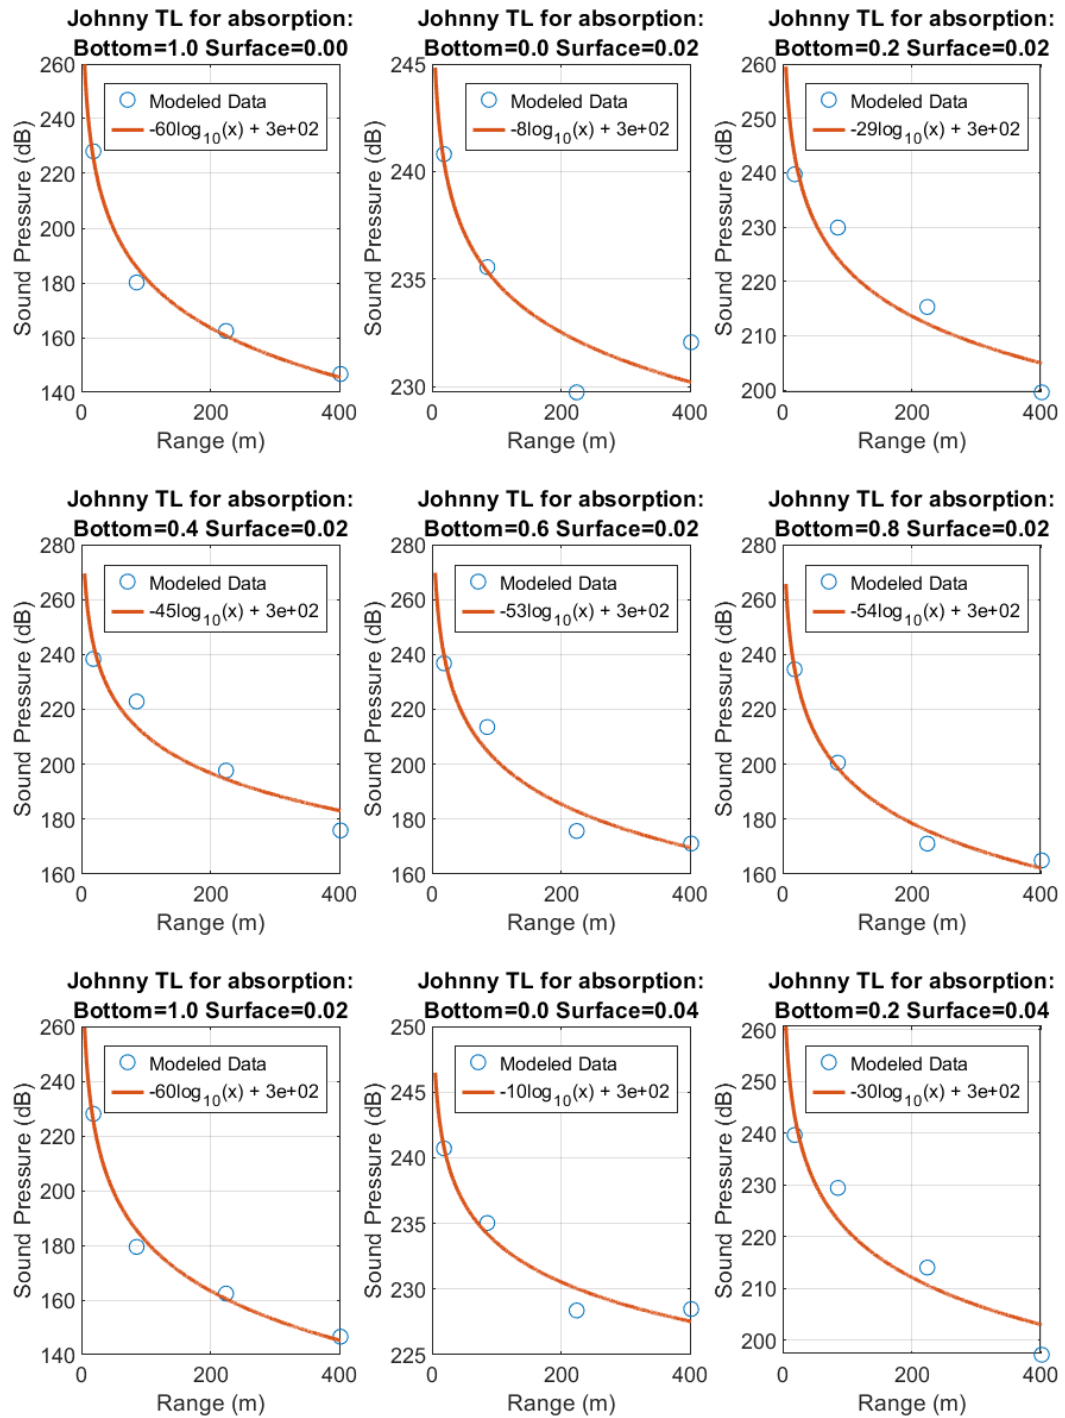 Johnny TL for absorption:
Bottom=1.0 Surface=0.00
260
240
220
200
180
160
140
Sound Pressure (dB)
Modeled Data
-60log10(x) + 3e+02
0
200
400
Range (m)
Johnny TL for absorption:
Bottom=0.0 Surface=0.02
245
240
235
230
Sound Pressure (dB)
Modeled Data
-8log10(x) + 3e+02
0
200
400
Range (m)
Johnny TL for absorption:
Bottom=0.2 Surface=0.02
260
250
240
230
220
210
200
Sound Pressure (dB)
Modeled Data
-29log10(x) + 3e+02
0
200
400
Range (m)
Johnny TL for absorption:
Bottom=0.4 Surface=0.02
280
260
240
220
200
180
160
Sound Pressure (dB)
Modeled Data
-45log10(x) + 3e+02
0
200
400
Range (m)
Johnny TL for absorption:
Bottom=0.6 Surface=0.02
280
260
240
220
200
180
160
Sound Pressure (dB)
Modeled Data
-53log10(x) + 3e+02
0
200
400
Range (m)
Johnny TL for absorption:
Bottom=0.8 Surface=0.02
280
260
240
220
200
180
160
Sound Pressure (dB)
Modeled Data
-54log10(x) + 3e+02
0
200
400
Range (m)
Johnny TL for absorption:
Bottom=1.0 Surface=0.02
260
240
220
200
180
160
140
Sound Pressure (dB)
Modeled Data
-60log10(x) + 3e+02
0
200
400
Range (m)
Johnny TL for absorption:
Bottom=0.0 Surface=0.04
250
245
240
235
230
225
Sound Pressure (dB)
Modeled Data
-10log10(x) + 3e+02
0
200
400
Range (m)
Johnny TL for absorption:
Bottom=0.2 Surface=0.04
260
250
240
230
220
210
200
Sound Pressure (dB)
Modeled Data
-30log10(x) + 3e+02
0
200
400
Range (m)